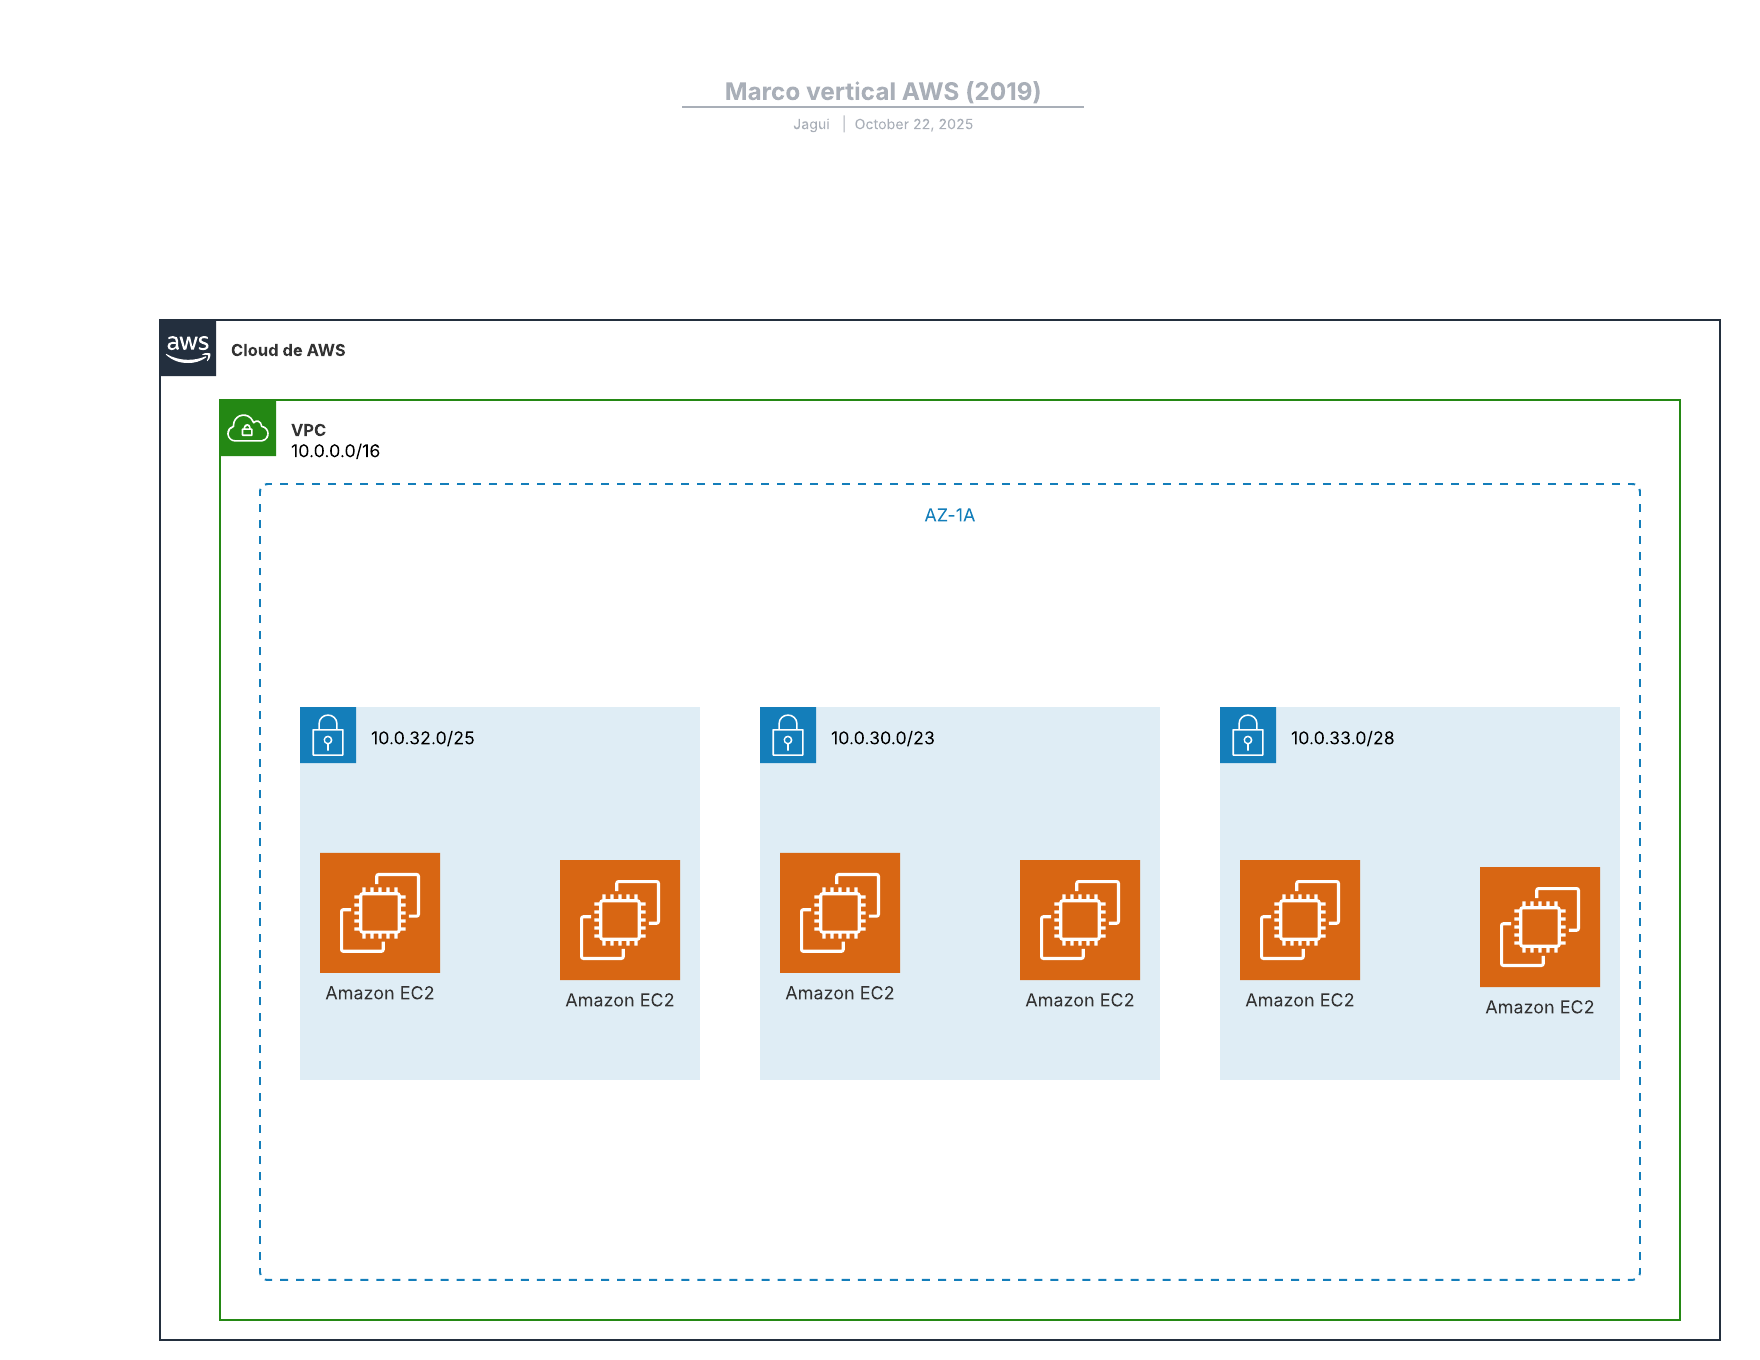 Marco vertical AWS (2019)
Jagui | October 22, 2025
aws
Cloud de AWS
VPC
10.0.0.0/16
AZ-1A
10.0.32.0/25
10.0.30.0/23
10.0.33.0/28
Amazon EC2
Amazon EC2
Amazon EC2
Amazon EC2
Amazon EC2
Amazon EC2